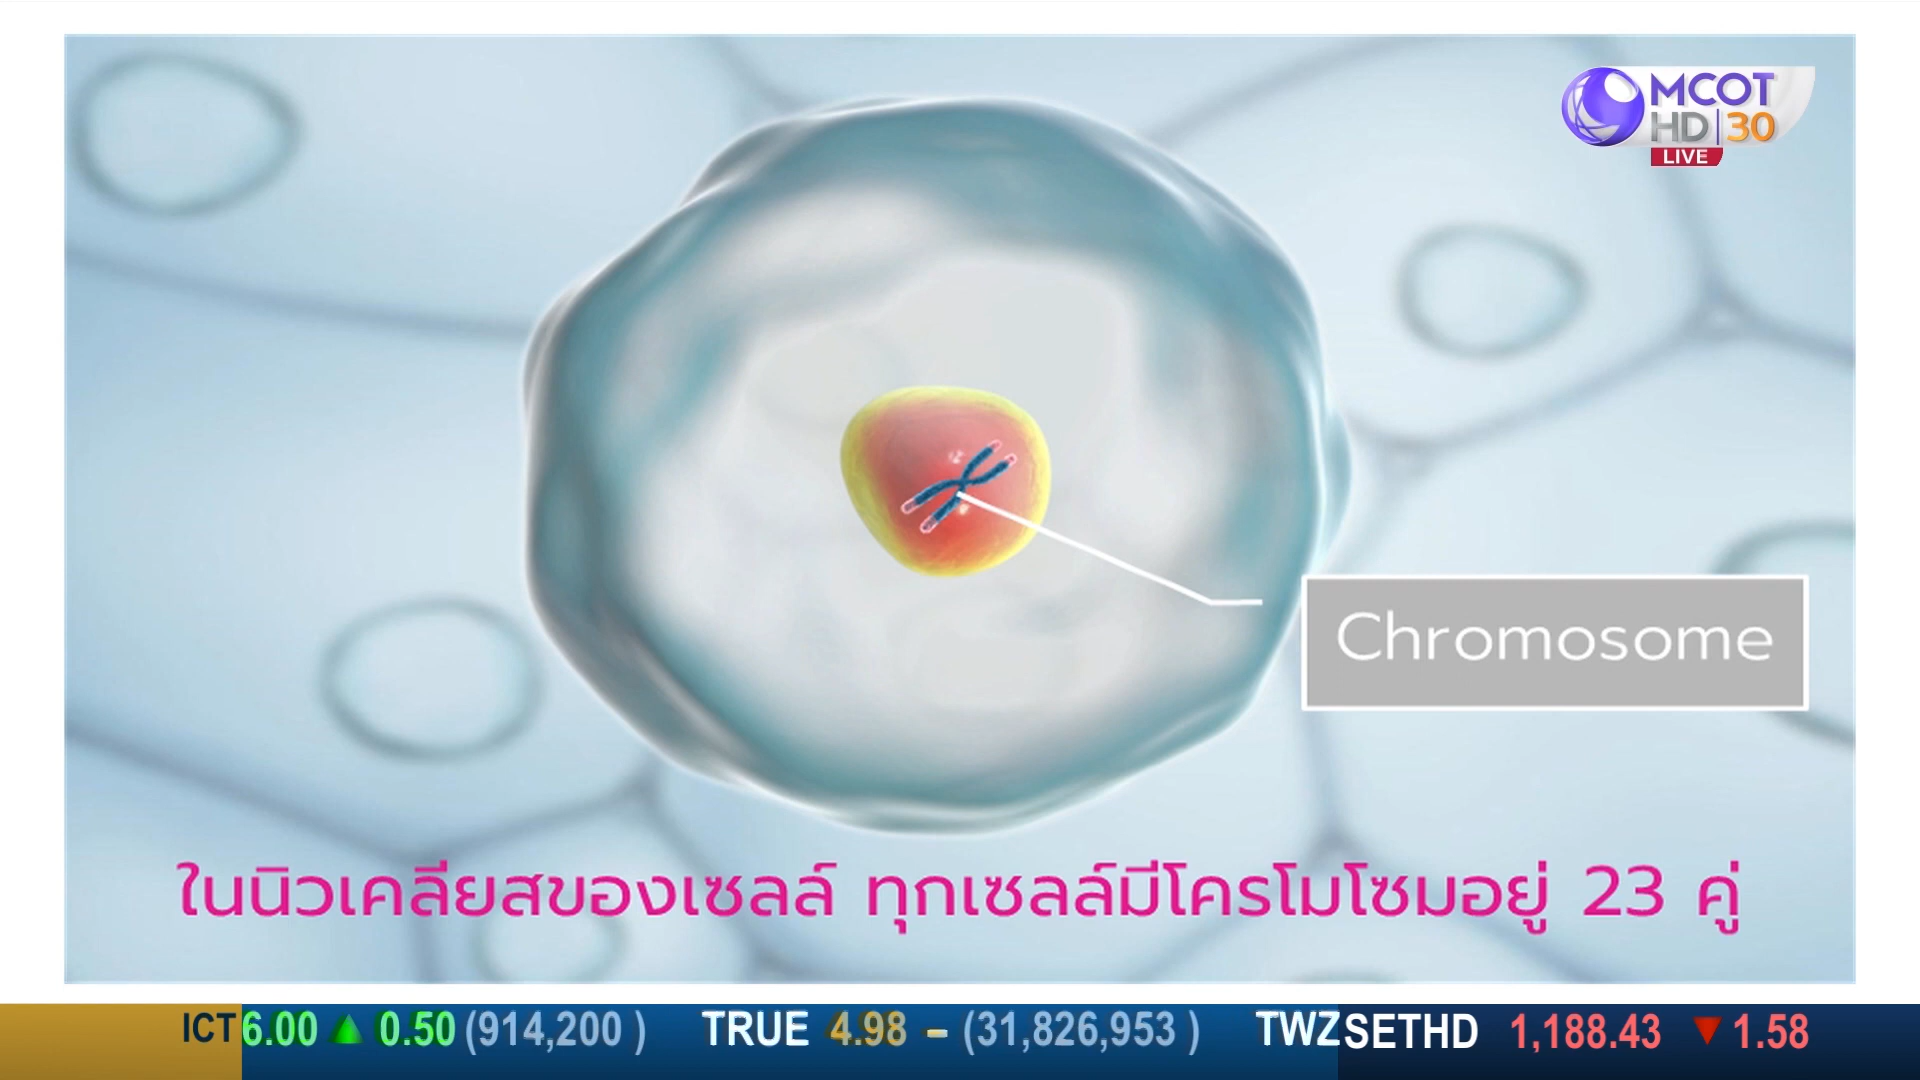 MCOT
HD 30
LIVE
Chromosome
ในนิวเคลียสของเซลล์ ทุกเซลล์มีโครโมโซมอยู่ 23 คู่
ICT 6.00 ▲ 0.50 (914,200 ) TRUE 4.98 – (31,826,953 ) TWZ SETHD 1,188.43 ▼ 1.58